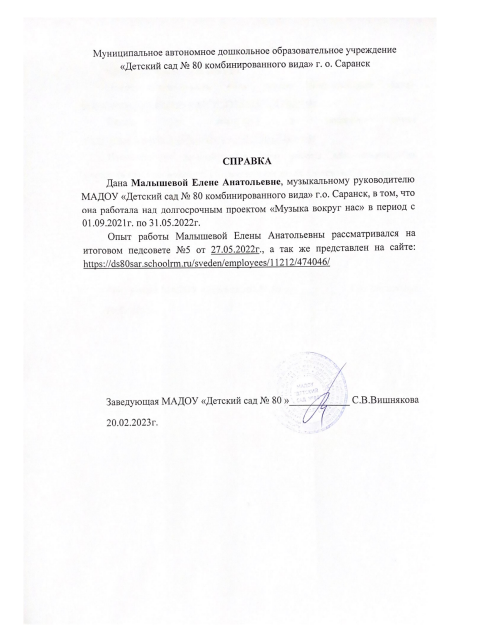 Муниципальное автономное дошкольное образовательное учреждение
«Детский сад № 80 комбинированного вида» г. о. Саранск
СПРАВКА
Дана Малышевой Елене Анатольевне, музыкальному руководителю
МАДОУ «Детский сад № 80 комбинированного вида» г.о. Саранск, в том, что
она работала над долгосрочным проектом «Музыка вокруг нас» в период с
01.09.2021г. по 31.05.2022г.
Опыт работы Малышевой Елены Анатольевны рассматривался на
итоговом педсовете №5 от 27.05.2022г., а так же представлен на сайте:
https://ds80sar.schoolrm.ru/sveden/employees/11212/474046/
Заведующая МАДОУ «Детский сад № 80 »____________ С.В.Вишнякова
20.02.2023г.